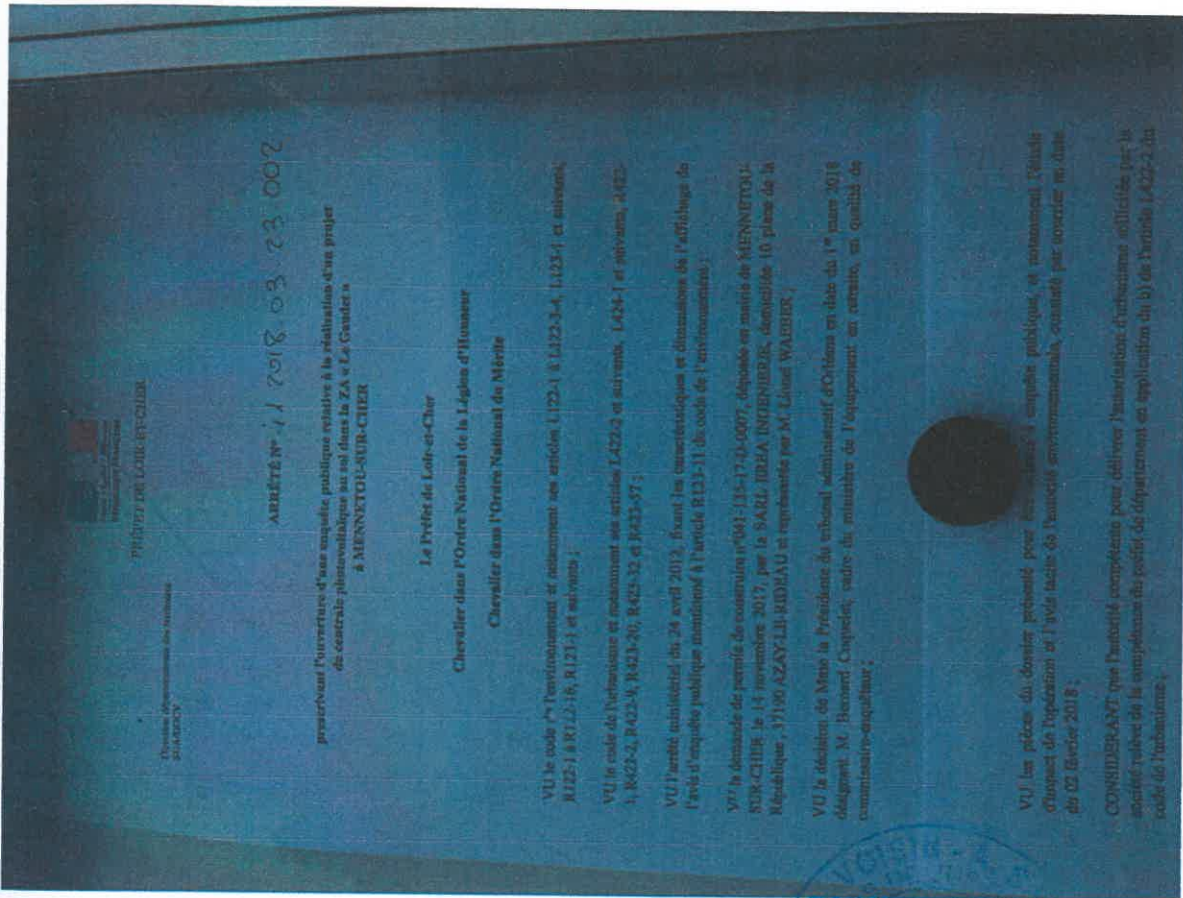 PRÉFET DE LOIR-ET-CHER
ARRÊTÉ N° 41 2018 03 23 002
prescrivant l'ouverture d'une enquête publique relative à la réalisation d'un projet
de centrale photovoltaïque au sol dans la ZA « La Gaudetn
à MENNETOU-SUR-CHER
Le Préfet de Loir-et-Cher
Chevalier dans l'Ordre National de la Légion d'Honneur
Chevalier dans l'Ordre National du Mérite
VU le code de l'environnement et notamment ses articles L122-1 à L122-3-4, L123-1 et suivants,
R122-1 à R122-16, R123-1 et suivants ;
VU le code de l'urbanisme et notamment ses articles L422-2 et suivants, L424-1 et suivants, R423-
1, R422-2, R423-9, R423-20, R423-32 et R423-57 ;
VU l'arrêté ministériel du 24 avril 2012, fixant les caractéristiques et dimensions de l'affichage de
l'avis d'enquête publique mentionné à l'article R123-11 du code de l'environnement ;
VU la demande de permis de construire n°041-135-17-D-0007, déposée en mairie de MENNETOU-
SUR-CHER le 14 novembre 2017, par la SARL IRISA INGENIERIE, domiciliée 10 place de la
République, 37190 AZAY-LE-RIDEAU et représentée par M. Lionel
VU la décision de Mme la Présidente du tribunal administratif d'Orléans en date du 1er mars 2018
désignant M. Bernard Coquelet, cadre du ministère de l'équipement en retraite, en qualité de
commissaire-enquêteur ;
VU les pièces du dossier présenté pour être soumis à enquête publique, et notamment l'étude
d'impact de l'opération et l'avis tacite de l'autorité environnementale, constaté par courrier en date
du 02 février 2018 ;
CONSIDERANT que l'autorité compétente pour délivrer l'autorisation d'urbanisme sollicitée par la
société relève de la compétence du préfet de département en application du b) de l'article L422-2 du
code de l'urbanisme ;
VOISIN - A